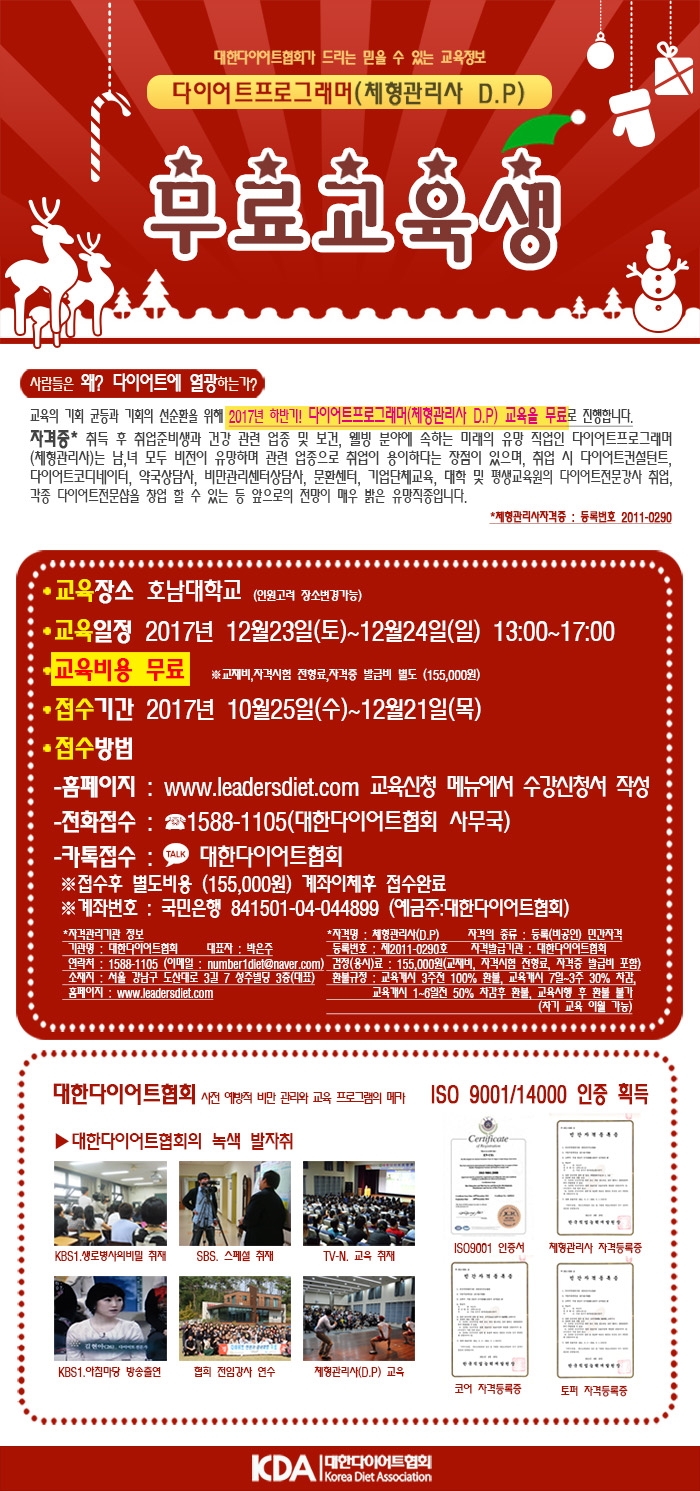 대한다이어트협회가 드리는 믿을 수 있는 교육정보
다이어트프로그래머(체형관리사 D.P)
무료교육생
사람들은 왜? 다이어트에 열광하는가?
교육의 기회 균등과 기회의 선순환을 위해 2017년 하반기! 다이어트프로그래머(체형관리사 D.P) 교육을 무료로 진행합니다.
자격증* 취득 후 취업준비생과 건강 관련 업종 및 보건, 웰빙 분야에 속하는 미래의 유망 직업인 다이어트프로그래머
(체형관리사)는 남,녀 모두 비전이 유망하며 관련 업종으로 취업이 용이하다는 장점이 있으며, 취업 시 다이어트컨설턴트,
다이어트코디네이터, 약국상담사, 비만관리센터상담사, 문환센터, 기업단체교육, 대학 및 평생교육원의 다이어트전문강사 취업,
각종 다이어트전문샵을 창업 할 수 있는 등 앞으로의 전망이 매우 밝은 유망직종입니다.
*체형관리사자격증 : 등록번호 2011-0290
·교육장소 호남대학교 (인원고려 장소변경가능)
·교육일정 2017년 12월23일(토)~12월24일(일) 13:00~17:00
·교육비용 무료 ※교재비,자격시험 전형료,자격증 발급비 별도 (155,000원)
·접수기간 2017년 10월25일(수)~12월21일(목)
·접수방법
-홈페이지 : www.leadersdiet.com 교육신청 메뉴에서 수강신청서 작성
-전화접수 : ☎1588-1105(대한다이어트협회 사무국)
-카톡접수 : TALK 대한다이어트협회
※접수후 별도비용 (155,000원) 계좌이체후 접수완료
※계좌번호 : 국민은행 841501-04-044899 (예금주:대한다이어트협회)
*자격관리기관 정보
기관명 : 대한다이어트협회 대표자 : 박은주
연락처 : 1588-1105 (이메일 : number1diet@naver.com)
소재지 : 서울 강남구 도산대로 3길 7 청주빌딩 3층(대표)
홈페이지 : www.leadersdiet.com
*자격명 : 체형관리사(D.P) 자격의 종류 : 등록(비공인) 민간자격
등록번호 : 제2011-0290호 자격발급기관 : 대한다이어트협회
검정(응시)료 : 155,000원(교재비, 자격시험 전형료, 자격증 발급비 포함)
환불규정 : 교육개시 3주전 100% 환불, 교육개시 7일~3주 30% 차감,
교육개시 1~6일전 50% 차감후 환불, 교육시행 후 환불 불가
(차기 교육 이월 가능)
대한다이어트협회 사전 예방적 비만 관리와 교육 프로그램의 메카
ISO 9001/14000 인증 획득
▶대한다이어트협회의 녹색 발자취
KBS1.생로병사의비밀 취재
SBS. 스페셜 취재
TV-N. 교육 취재
KBS1.아침마당 방송출연
협회 전임강사 연수
체형관리사(D.P) 교육
Certificate
ISO9001 인증서
민간자격등록증
체형관리사 자격등록증
민간자격등록증
코어 자격등록증
민간자격등록증
토퍼 자격등록증
KDA 대한다이어트협회
Korea Diet Association